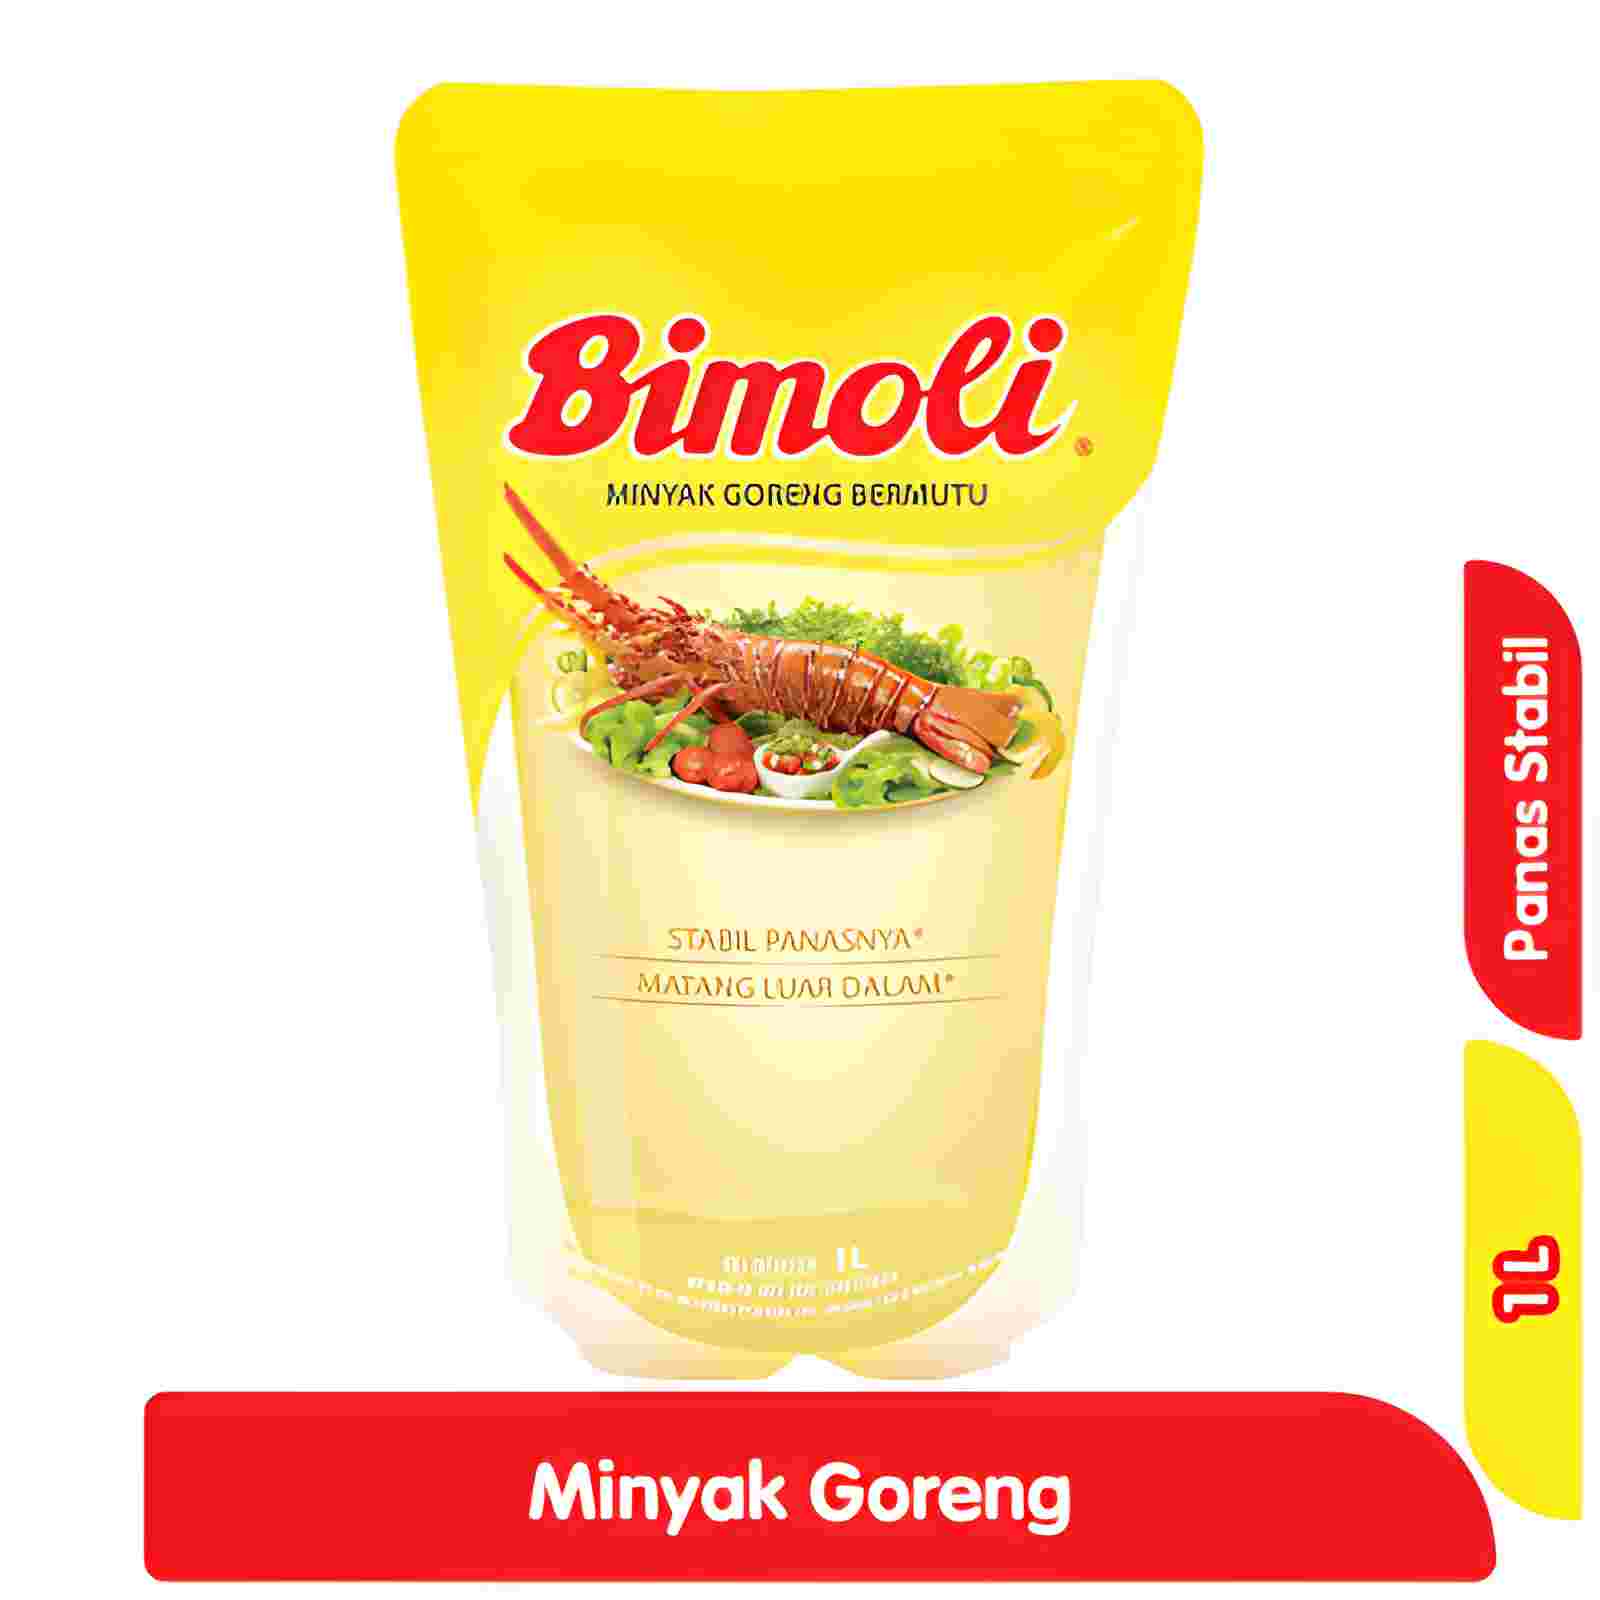 Bimoli
MINYAK GORENG BERMUTU
STABIL PANASNYA*
MATANG LUAR DALAM*
1L
Panas Stabil
1L
Minyak Goreng